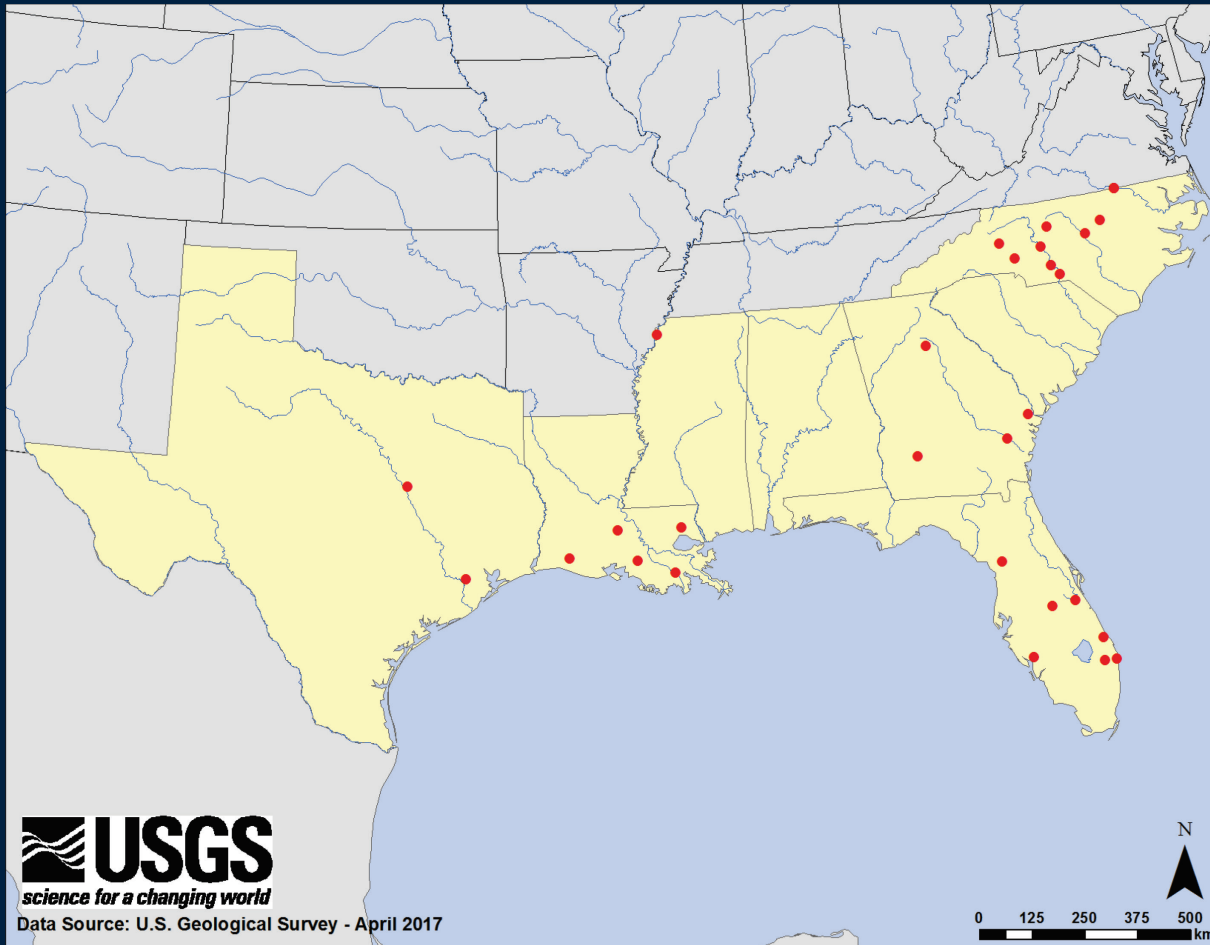 USGS
science for a changing world
Data Source: U.S. Geological Survey - April 2017
N
0 125 250 375 500
km